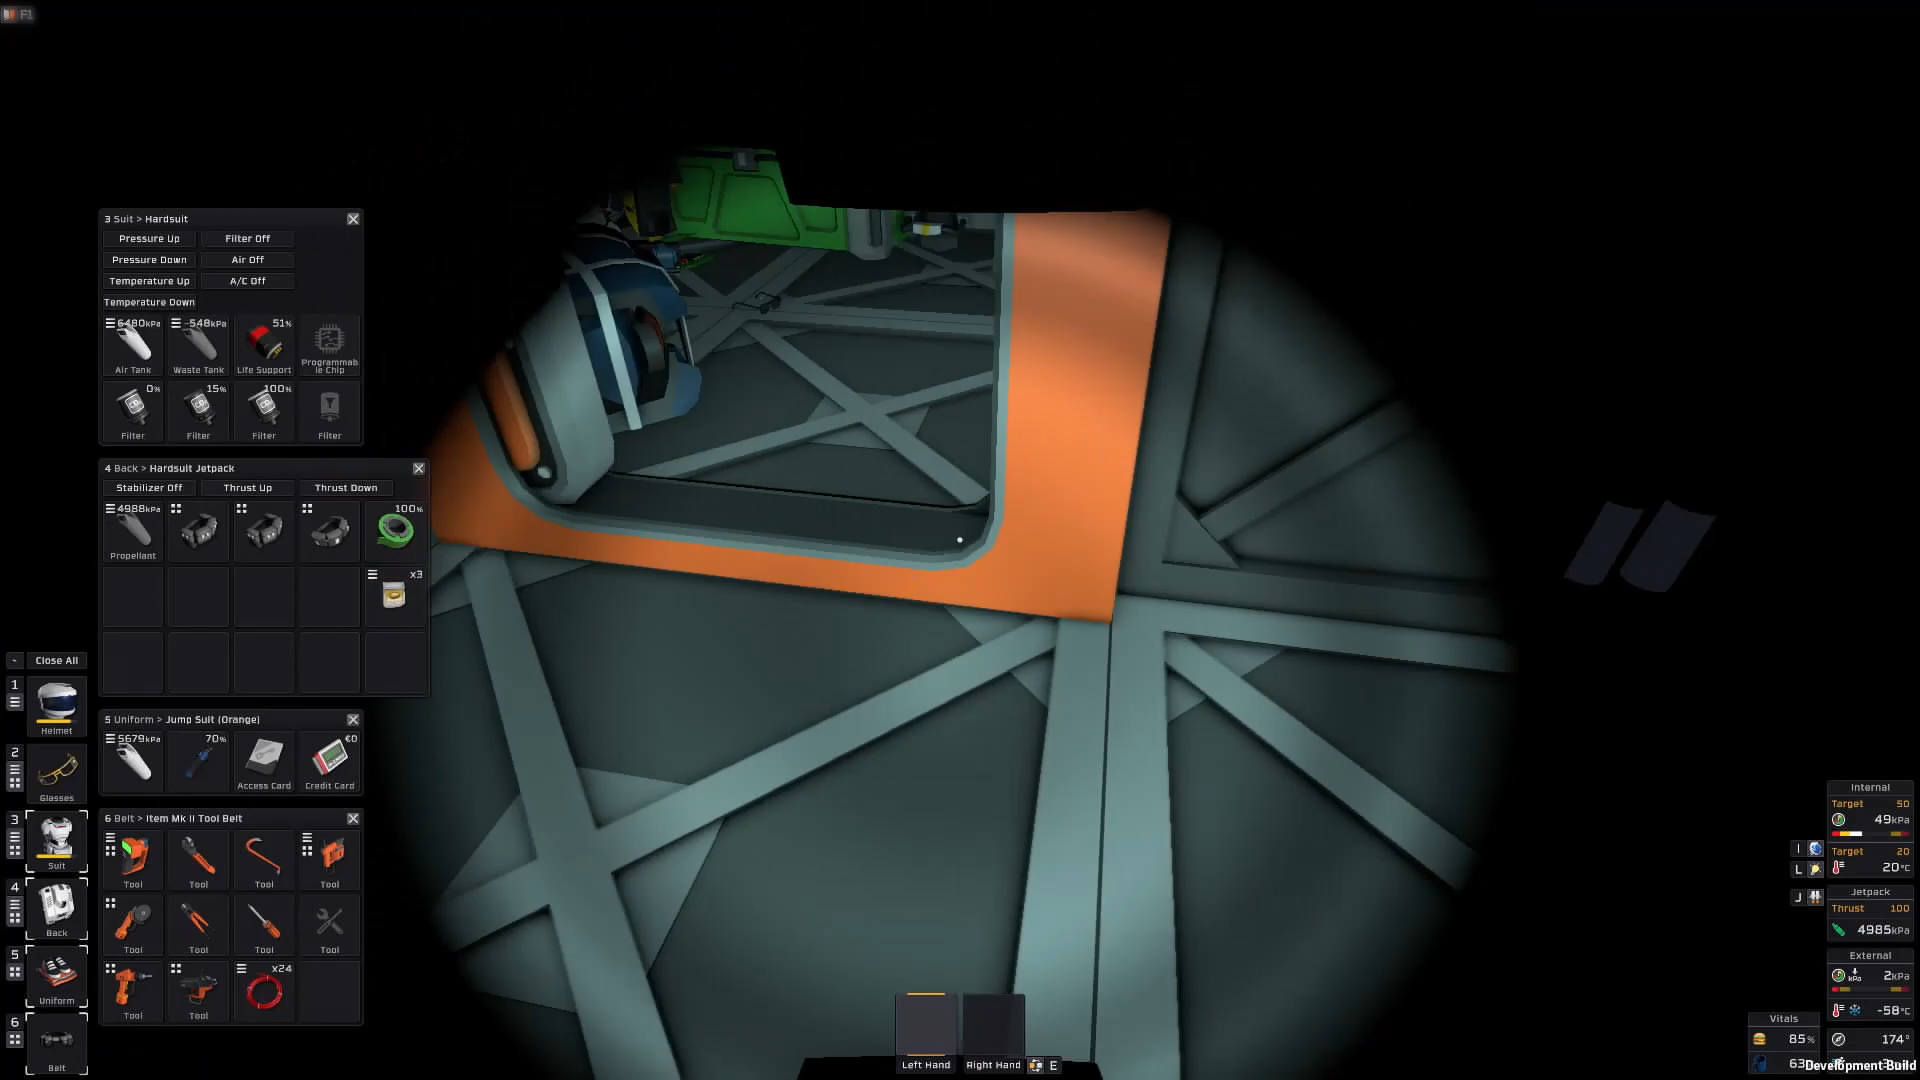 F1
3 Suit > Hardsuit
Pressure Up
Filter Off
Pressure Down
Air Off
Temperature Up
A/C Off
Temperature Down
6480kPa
-548kPa
51%
Air Tank
Waste Tank
Life Support
Programmab
le Chip
0%
15%
100%
Filter
Filter
Filter
Filter
4 Back > Hardsuit Jetpack
Stabilizer Off
Thrust Up
Thrust Down
4988kPa
100%
Propellant
x3
5 Uniform > Jump Suit (Orange)
5679kPa
70%
€0
Access Card
Credit Card
6 Belt > Item Mk II Tool Belt
Tool
Tool
Tool
Tool
Tool
Tool
Tool
Tool
Tool
Tool
x24
- Close All
1
Helmet
2
Glasses
3
Suit
4
Back
5
Uniform
6
Belt
Left Hand
Right Hand
E
Internal
Target 50
49kPa
Target 20
20°C
I
L
J
Jetpack
Thrust 100
4985kPa
External
kPa
2kPa
-58°C
Vitals
85%
174°
Development Build